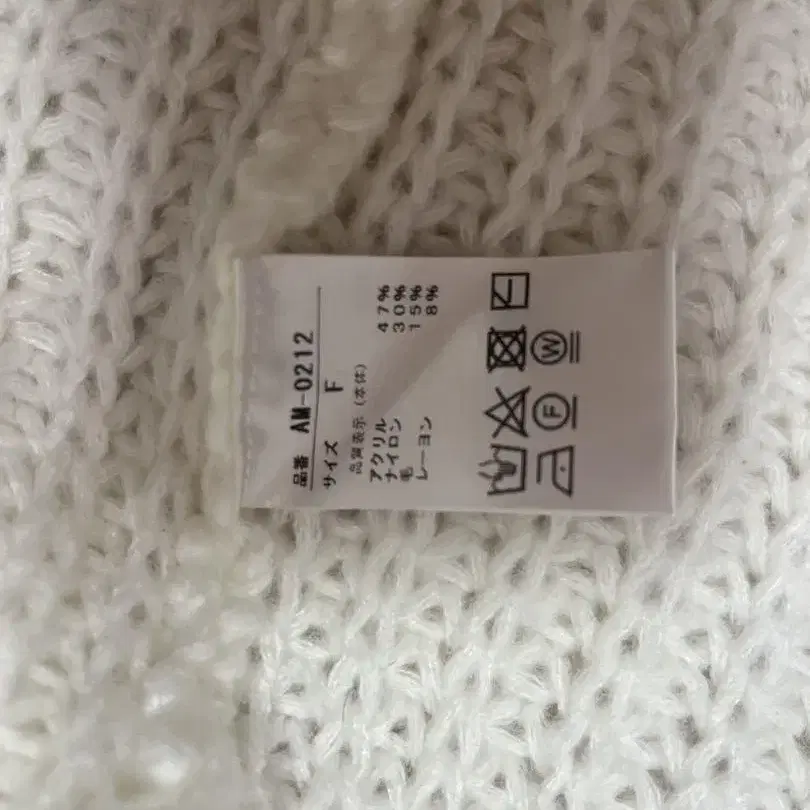 品番 AM-0212
サイズ F
品質表示 (本体)
アクリル 47%
ナイロン 30%
毛 15%
レーヨン 8%
W
F